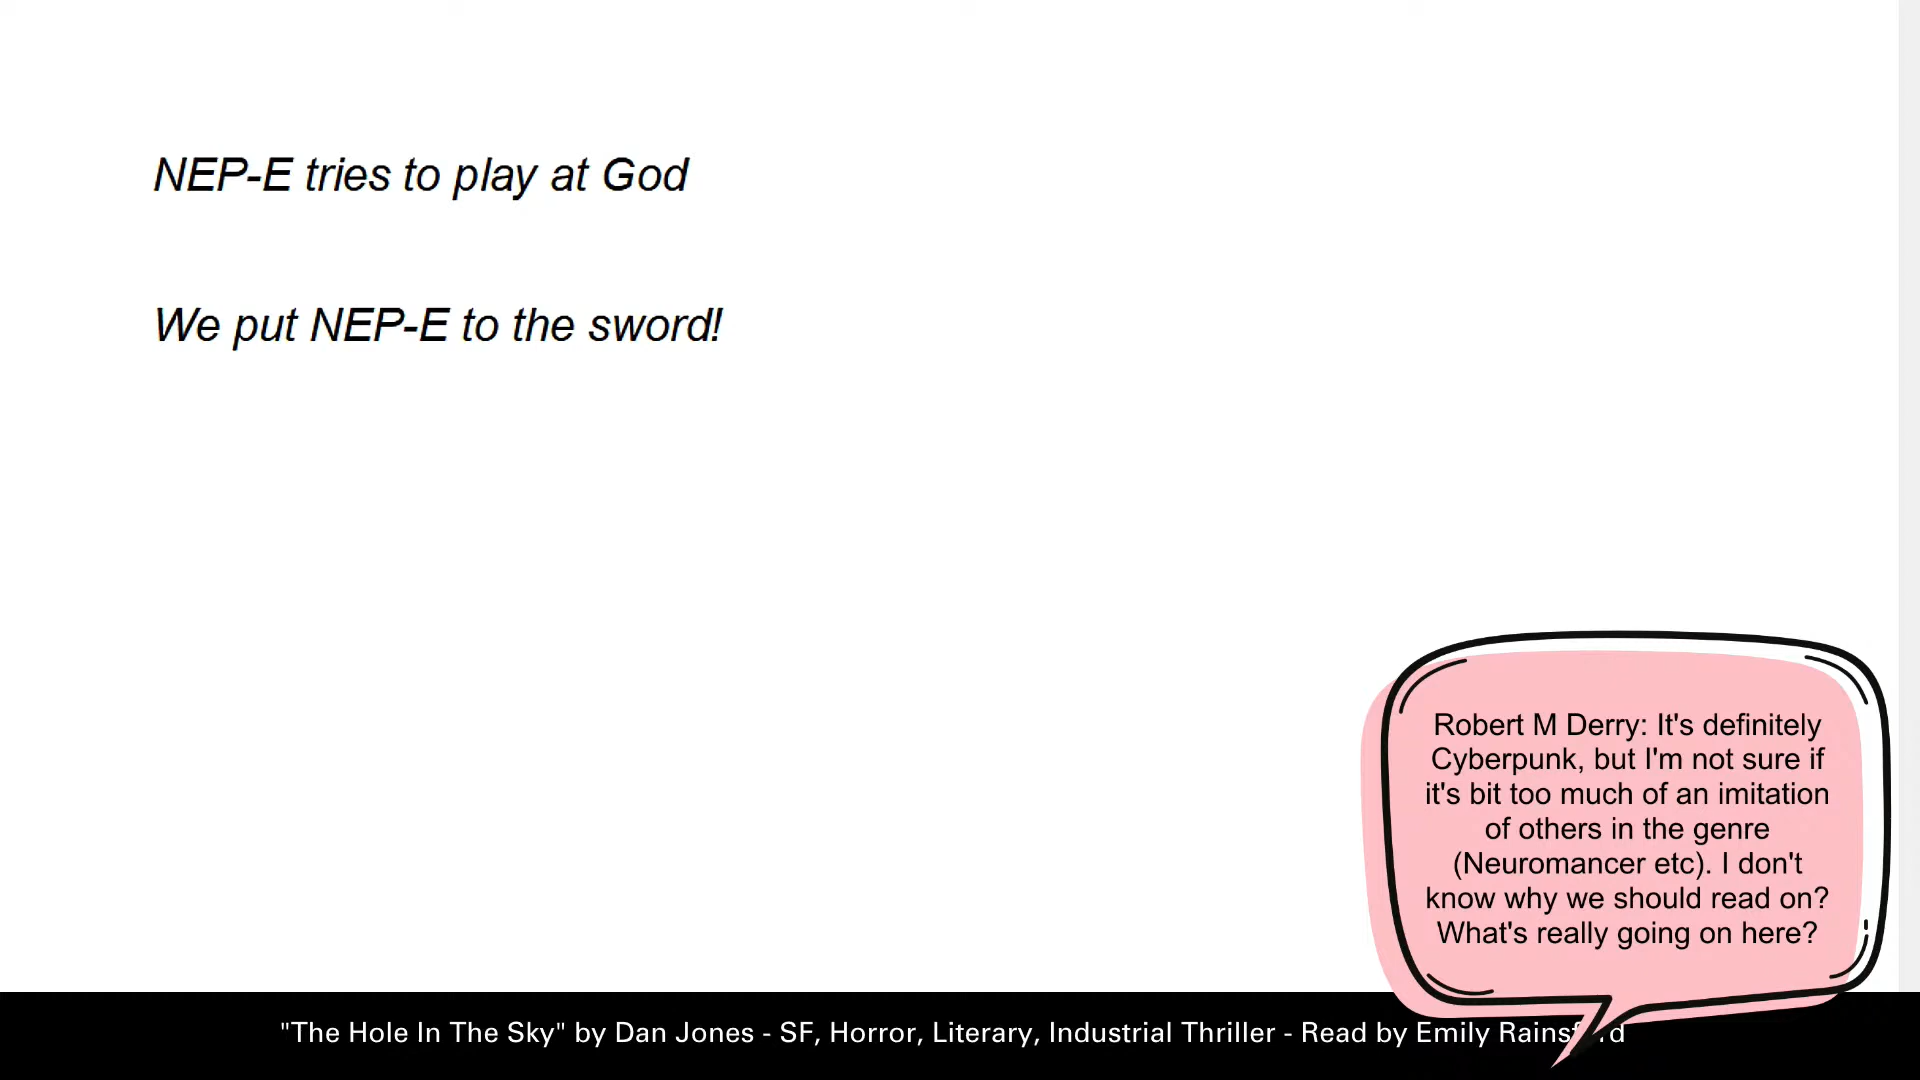 NEP-E tries to play at God
We put NEP-E to the sword!
Robert M Derry: It's definitely
Cyberpunk, but I'm not sure if
it's bit too much of an imitation
of others in the genre
(Neuromancer etc). I don't
know why we should read on?
What's really going on here?
"The Hole In The Sky" by Dan Jones - SF, Horror, Literary, Industrial Thriller - Read by Emily